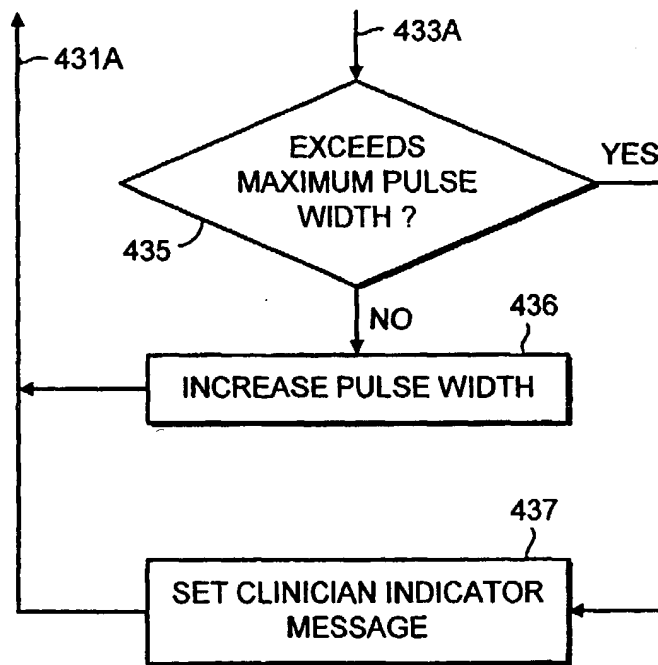 431A
433A
EXCEEDS
MAXIMUM PULSE
WIDTH ?
YES
435
NO
436
INCREASE PULSE WIDTH
437
SET CLINICIAN INDICATOR
MESSAGE